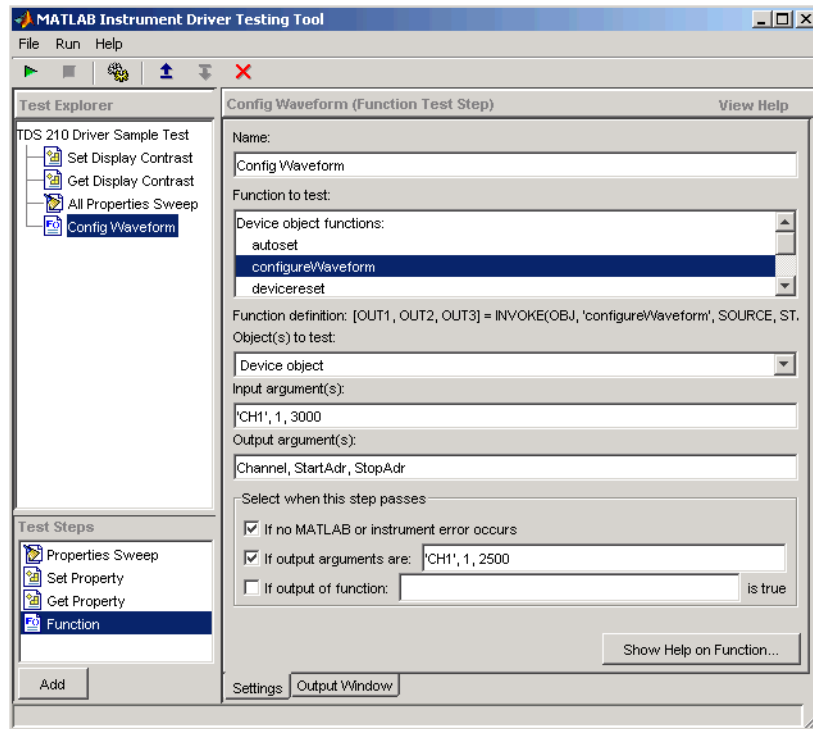 MATLAB Instrument Driver Testing Tool
File Run Help
Test Explorer
TDS 210 Driver Sample Test
Set Display Contrast
Get Display Contrast
All Properties Sweep
Config Waveform
Test Steps
Properties Sweep
Set Property
Get Property
Function
Add
Config Waveform (Function Test Step) View Help
Name:
Config Waveform
Function to test:
Device object functions:
autoset
configureWaveform
devicereset
Function definition: [OUT1, OUT2, OUT3] = INVOKE(OBJ, 'configureWaveform', SOURCE, ST.
Object(s) to test:
Device object
Input argument(s):
'CH1', 1, 3000
Output argument(s):
Channel, StartAdr, StopAdr
Select when this step passes
If no MATLAB or instrument error occurs
If output arguments are: 'CH1', 1, 2500
If output of function: is true
Show Help on Function...
Settings Output Window